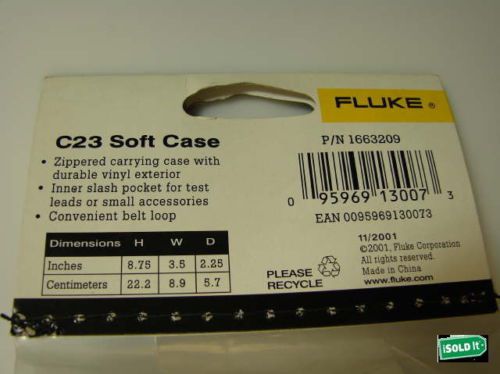 FLUKE ®
C23 Soft Case
• Zippered carrying case with
durable vinyl exterior
• Inner slash pocket for test
leads or small accessories
• Convenient belt loop
Dimensions H W D
Inches 8.75 3.5 2.25
Centimeters 22.2 8.9 5.7
P/N 1663209
0 95969 13007 3
EAN 0095969130073
PLEASE
RECYCLE
11/2001
©2001, Fluke Corporation
All rights reserved.
Made in China
www.fluke.com
iSOLD It